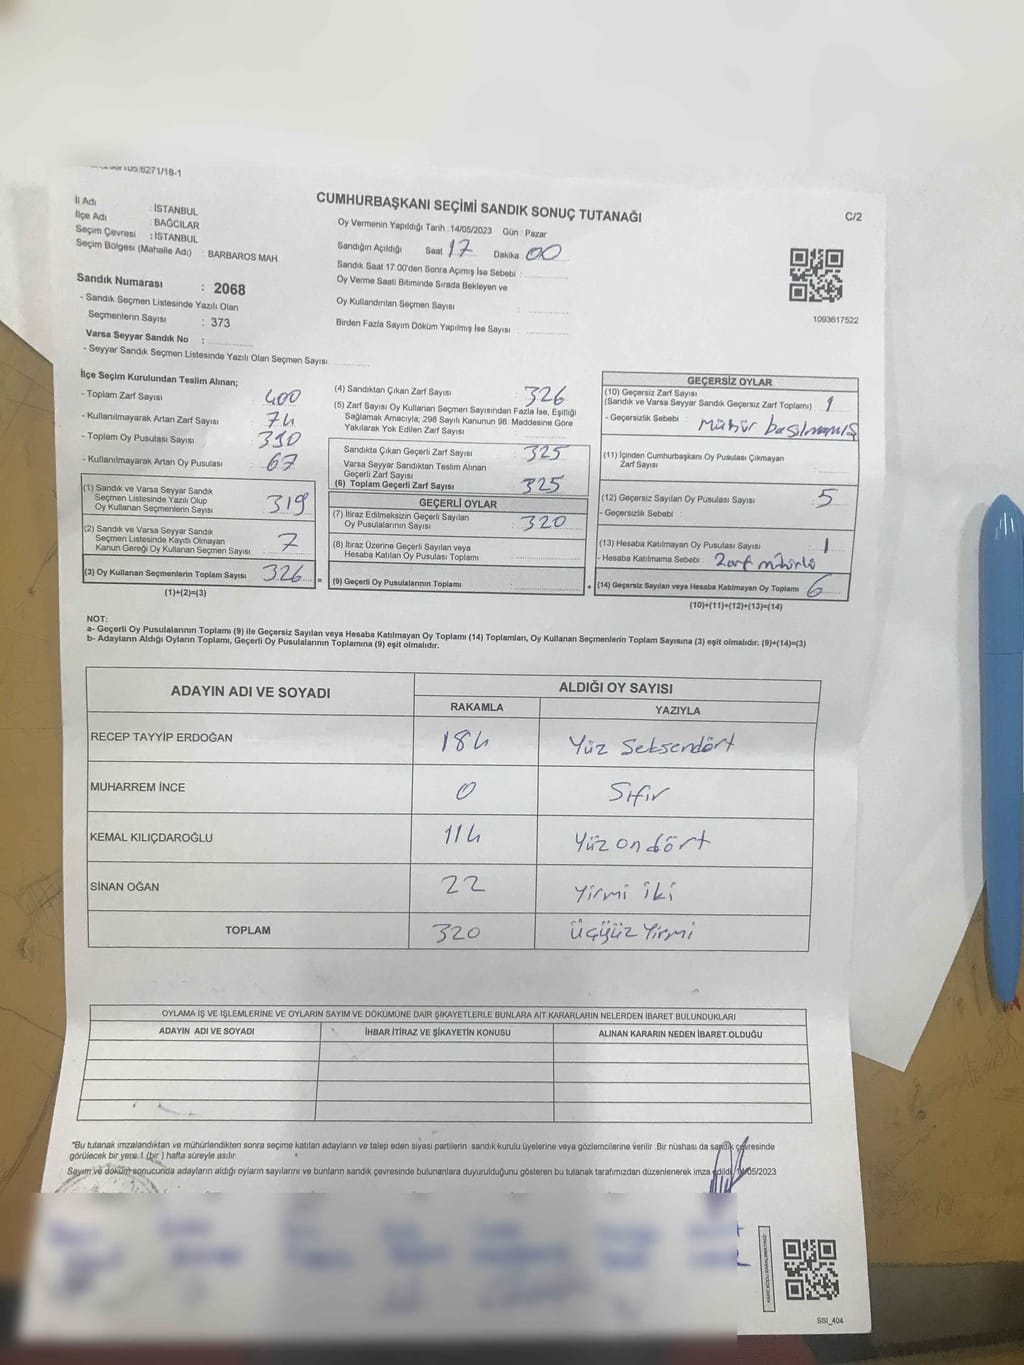 6271/18-1
CUMHURBAŞKANI SEÇİMİ SANDIK SONUÇ TUTANAĞI
C/2
İl Adı : İSTANBUL
İlçe Adı : BAĞCILAR
Seçim Çevresi : İSTANBUL
Seçim Bölgesi (Mahalle Adı) : BARBAROS MAH.
Sandık Numarası : 2068
- Sandık Seçmen Listesinde Yazılı Olan
Seçmenlerin Sayısı : 373
Varsa Seyyar Sandık No :
- Seyyar Sandık Seçmen Listesinde Yazılı Olan Seçmen Sayısı
Oy Vermenin Yapıldığı Tarih : 14/05/2023 Gün : Pazar
Sandığın Açıldığı Saat 17 Dakika 00
Sandık Saat 17.00'den Sonra Açımış İse Sebebi :
Oy Verme Saati Bitiminde Sırada Bekleyen ve
Oy Kullandırılan Seçmen Sayısı :
Birden Fazla Sayım Döküm Yapılmış İse Sayısı :
1093617522
İlçe Seçim Kurulundan Teslim Alınan;
- Toplam Zarf Sayısı 400
- Kullanılmayarak Artan Zarf Sayısı 74
- Toplam Oy Pusulası Sayısı
- Kullanılmayarak Artan Oy Pusulası 67
(1) Sandık ve Varsa Seyyar Sandık
Seçmen Listesinde Yazılı Olup
Oy Kullanan Seçmenlerin Sayısı 319
(2) Sandık ve Varsa Seyyar Sandık
Seçmen Listesinde Kayıtlı Olmayan
Kanun Gereği Oy Kullanan Seçmen Sayısı 7
(3) Oy Kullanan Seçmenlerin Toplam Sayısı 326 =
(1)+(2)=(3)
(4) Sandıktan Çıkan Zarf Sayısı 326
(5) Zarf Sayısı Oy Kullanan Seçmen Sayısından Fazla İse, Eşitliği
Sağlamak Amacıyla, 298 Sayılı Kanunun 98. Maddesine Göre
Yakılarak Yok Edilen Zarf Sayısı
Sandıkta Çıkan Geçerli Zarf Sayısı 325
Varsa Seyyar Sandıktan Teslim Alınan
Geçerli Zarf Sayısı
(6) Toplam Geçerli Zarf Sayısı 325
GEÇERLİ OYLAR
(7) İtiraz Edilmeksizin Geçerli Sayılan
Oy Pusulalarının Sayısı 320
(8) İtiraz Üzerine Geçerli Sayılan veya
Hesaba Katılan Oy Pusulası Toplamı
(9) Geçerli Oy Pusulalarının Toplamı +
GEÇERSİZ OYLAR
(10) Geçersiz Zarf Sayısı
(Sandık ve Varsa Seyyar Sandık Geçersiz Zarf Toplamı) 1
- Geçersizlik Sebebi : Mühür basılmamış
(11) İçinden Cumhurbaşkanı Oy Pusulası Çıkmayan
Zarf Sayısı
(12) Geçersiz Sayılan Oy Pusulası Sayısı 5
- Geçersizlik Sebebi :
(13) Hesaba Katılmayan Oy Pusulası Sayısı 1
- Hesaba Katılmama Sebebi : Zarf mühürlü
(14) Geçersiz Sayılan veya Hesaba Katılmayan Oy Toplamı 6
(10)+(11)+(12)+(13)=(14)
NOT:
a- Geçerli Oy Pusulalarının Toplamı (9) ile Geçersiz Sayılan veya Hesaba Katılmayan Oy Toplamı (14) Toplamları, Oy Kullanan Seçmenlerin Toplam Sayısına (3) eşit olmalıdır. (9)+(14)=(3)
b- Adayların Aldığı Oyların Toplamı, Geçerli Oy Pusulalarının Toplamına (9) eşit olmalıdır.
ADAYIN ADI VE SOYADI ALDIĞI OY SAYISI
RAKAMLA YAZIYLA
RECEP TAYYİP ERDOĞAN 184 Yüz Seksendört
MUHARREM İNCE 0 Sıfır
KEMAL KILIÇDAROĞLU 114 Yüz on dört
SİNAN OĞAN 22 Yirmi iki
TOPLAM 320 Üçyüz Yirmi
OYLAMA İŞ VE İŞLEMLERİNE VE OYLARIN SAYIM VE DÖKÜMÜNE DAİR ŞİKAYETLERLE BUNLARA AİT KARARLARIN NELERDEN İBARET BULUNDUKLARI
ADAYIN ADI VE SOYADI İHBAR İTİRAZ VE ŞİKAYETİN KONUSU ALINAN KARARIN NEDEN İBARET OLDUĞU
*Bu tutanak imzalandıktan ve mühürlendikten sonra seçime katılan adayların ve talep eden siyasi partilerin sandık kurulu üyelerine veya gözlemcilerine verilir. Bir nüshası da sandık çevresinde
görülecek bir yere 1 (bir ) hafta süreyle asılır.
Sayım ve döküm sonucunda adayların aldığı oyların sayılarını ve bunların sandık çevresinde bulunanlara duyurulduğunu gösteren bu tutanak tarafımızdan düzenlenerek imza edildi. 14/05/2023
KARE KODU KARALAMAYINIZ!
SSI_404